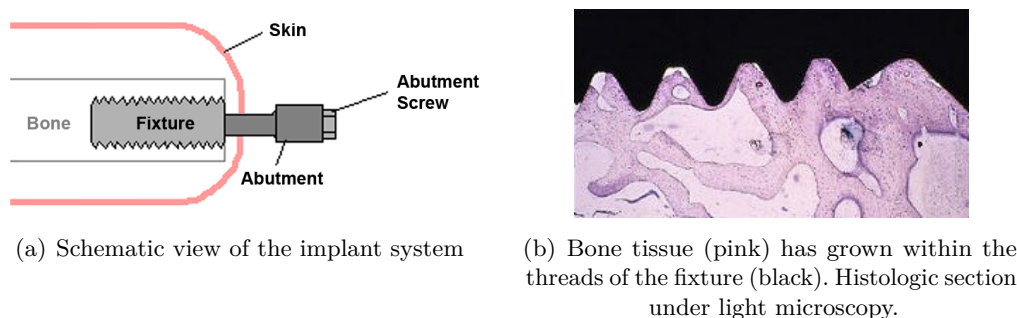 Skin
Abutment
Screw
Bone
Fixture
Abutment
(a) Schematic view of the implant system
(b) Bone tissue (pink) has grown within the
threads of the fixture (black). Histologic section
under light microscopy.